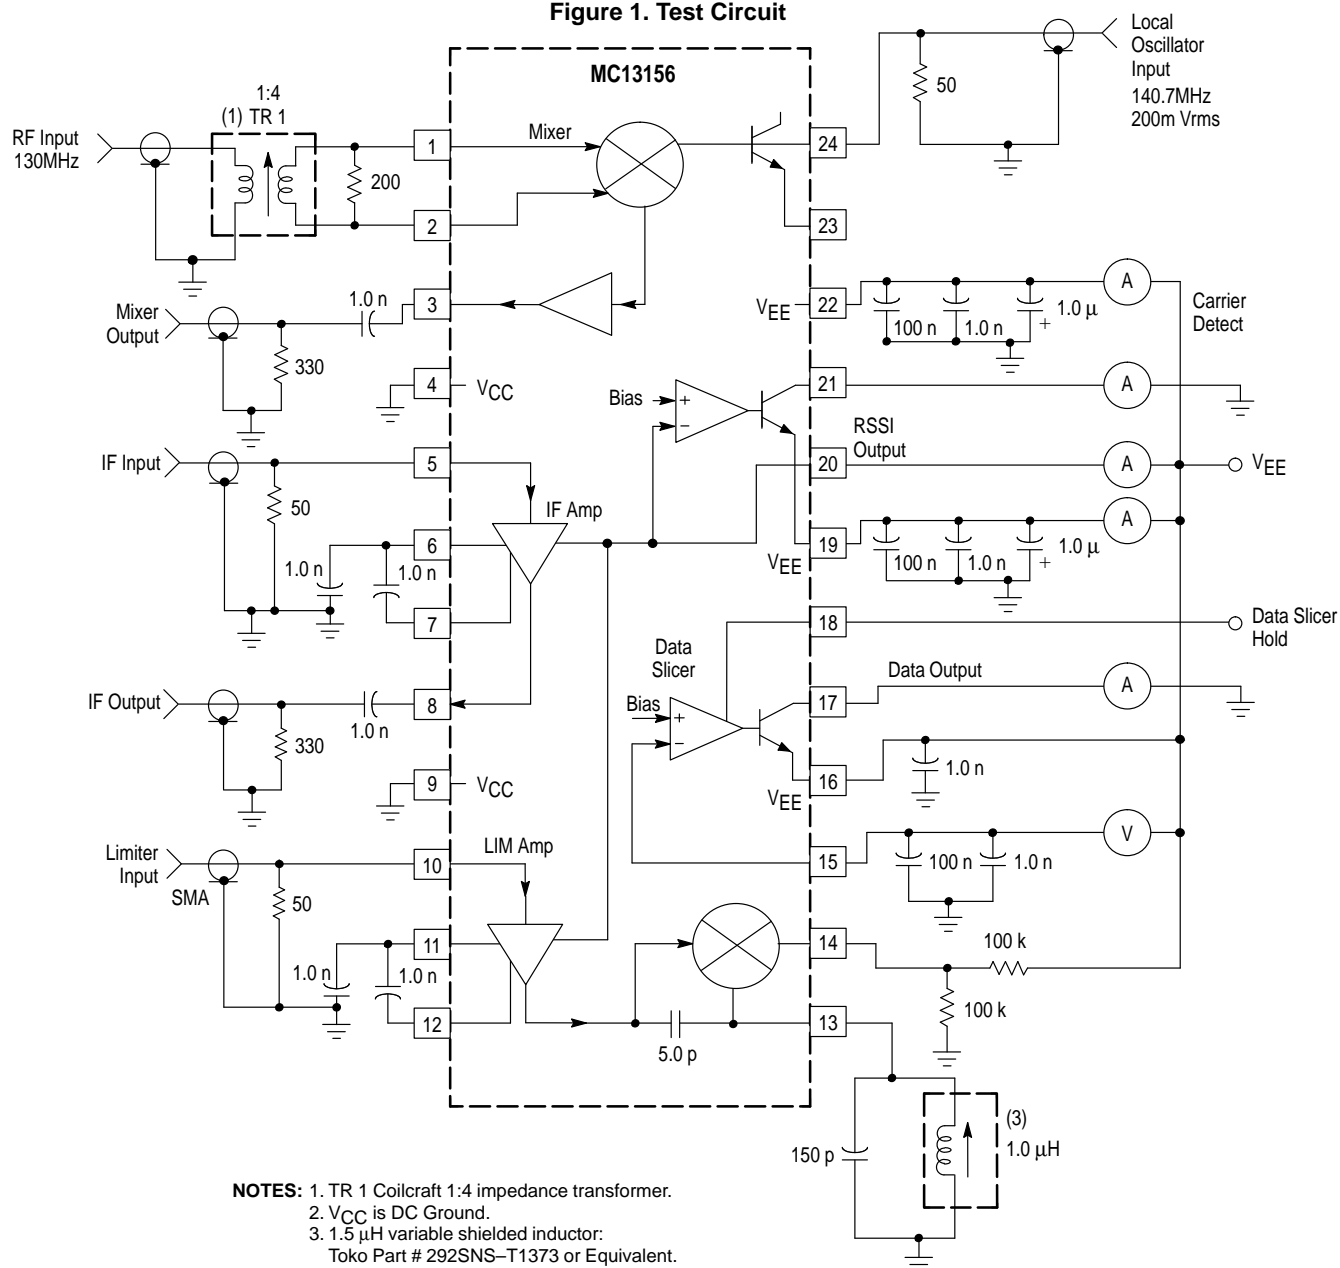 Figure 1. Test Circuit
MC13156
Local
Oscillator
Input
140.7MHz
200m Vrms
50
1:4
(1) TR 1
RF Input
130MHz
200
1
2
Mixer
24
23
Mixer
Output
1.0 n
3
330
4
VCC
VEE
22
100 n
1.0 n
1.0 µ
+
A
Carrier
Detect
Bias
+
−
21
A
RSSI
Output
20
A
VEE
IF Input
5
50
IF Amp
1.0 n
6
1.0 n
7
VEE
19
100 n
1.0 n
1.0 µ
+
A
18
Data Slicer
Hold
Data
Slicer
Bias
+
−
Data Output
17
A
IF Output
8
1.0 n
330
16
VEE
1.0 n
9
VCC
Limiter
Input
SMA
10
LIM Amp
50
15
100 n
1.0 n
V
11
1.0 n
1.0 n
12
14
100 k
100 k
13
5.0 p
150 p
(3)
1.0 µH
NOTES: 1. TR 1 Coilcraft 1:4 impedance transformer.
2. VCC is DC Ground.
3. 1.5 µH variable shielded inductor:
Toko Part # 292SNS–T1373 or Equivalent.